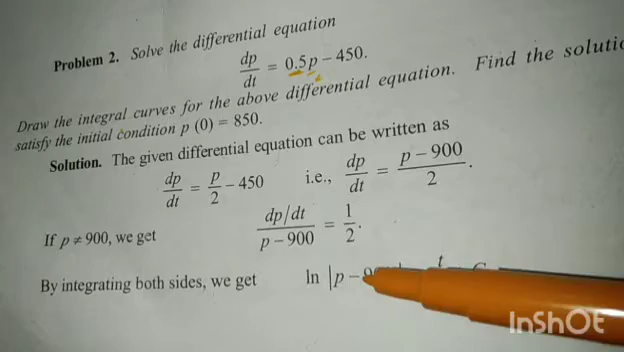 Problem 2. Solve the differential equation
dp/dt = 0.5p – 450.
Draw the integral curves for the above differential equation. Find the
satisfy the initial condition p (0) = 850.
Solution. The given differential equation can be written as
dp/dt = p/2 – 450 i.e., dp/dt = p – 900/2.
If p ≠ 900, we get dp/dt/p – 900 = 1/2.
By integrating both sides, we get ln |p –
InShOt